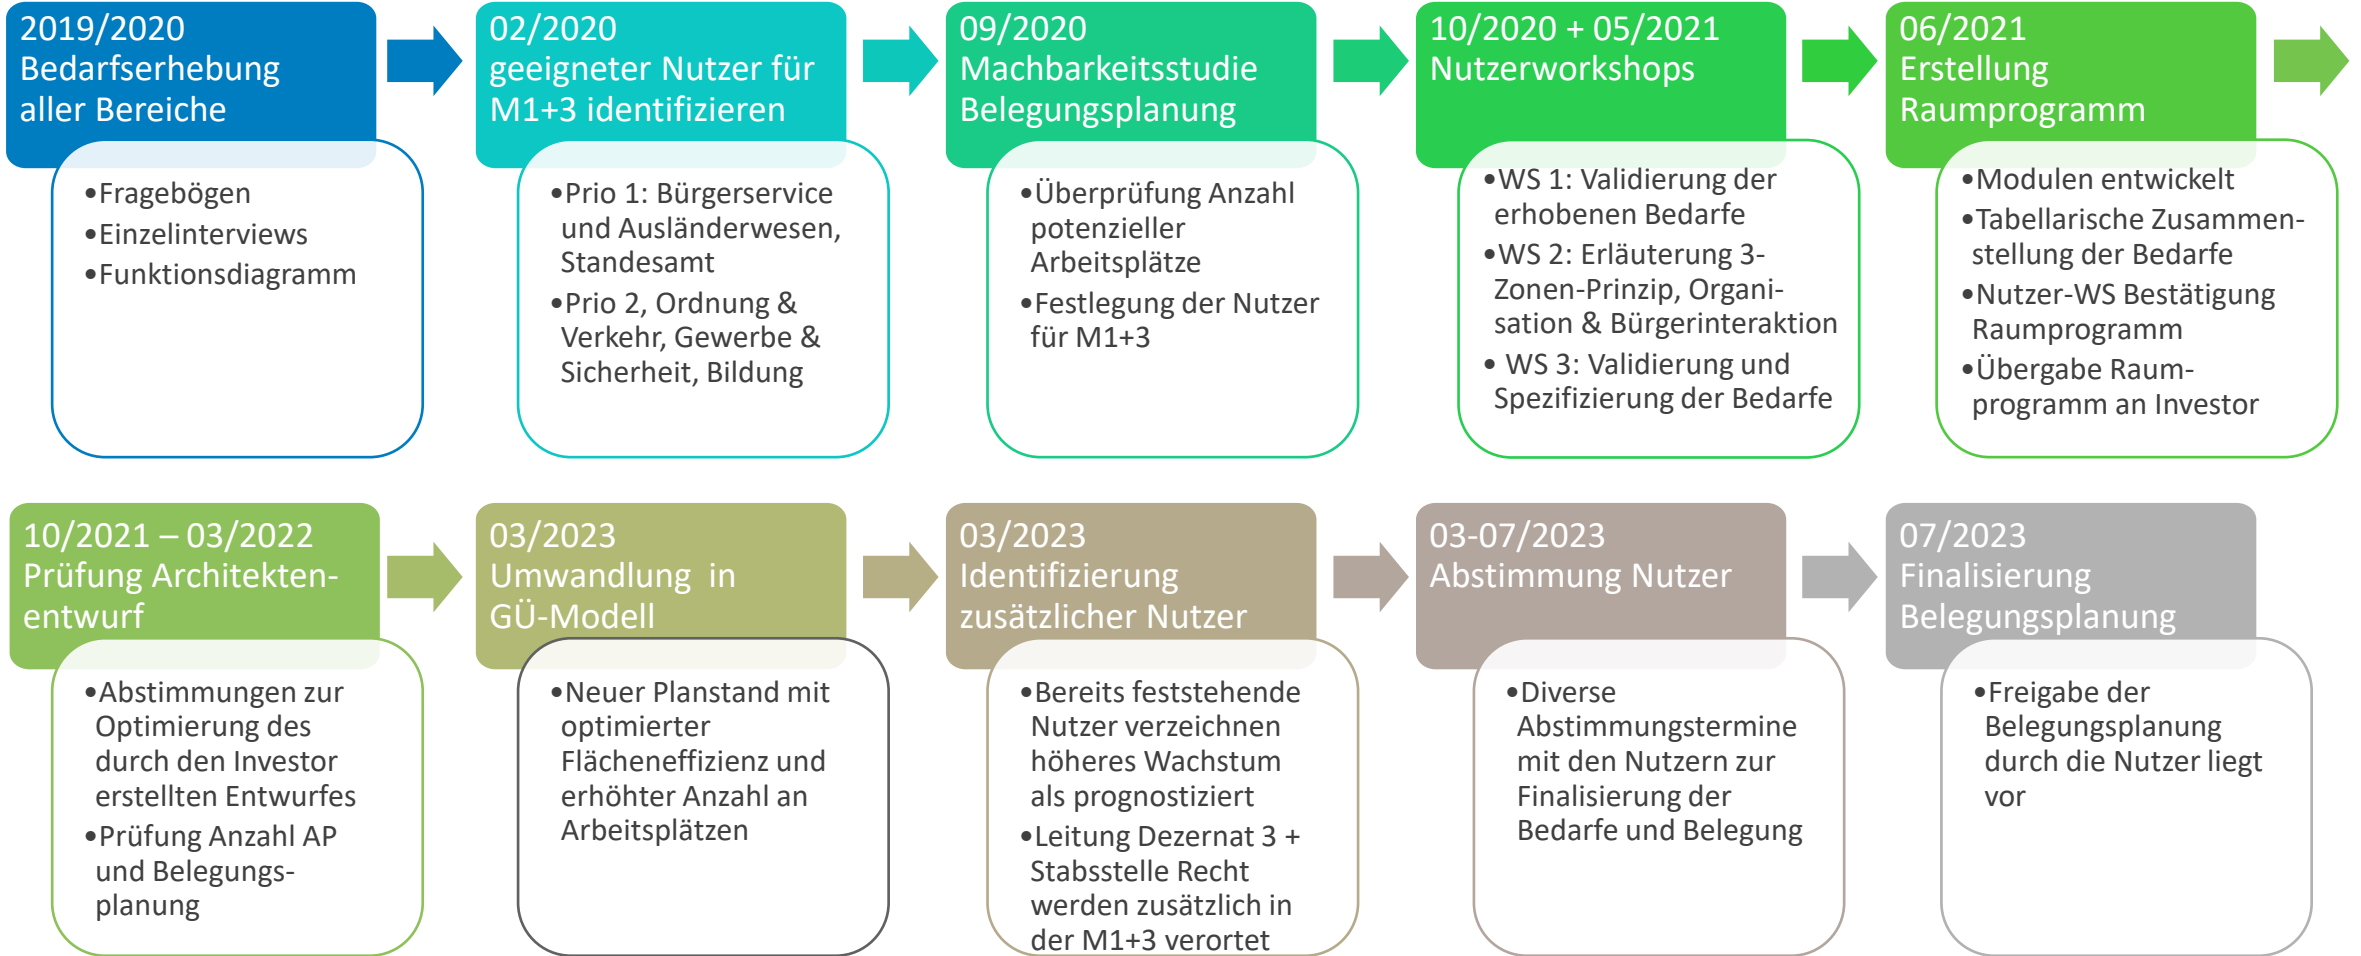 2019/2020
Bedarfserhebung
aller Bereiche
•Fragebögen
•Einzelinterviews
•Funktionsdiagramm
02/2020
geeigneter Nutzer für
M1+3 identifizieren
•Prio 1: Bürgerservice
und Ausländerwesen,
Standesamt
•Prio 2, Ordnung &
Verkehr, Gewerbe &
Sicherheit, Bildung
09/2020
Machbarkeitsstudie
Belegungsplanung
•Überprüfung Anzahl
potenzieller
Arbeitsplätze
•Festlegung der Nutzer
für M1+3
10/2020 + 05/2021
Nutzerworkshops
•WS 1: Validierung der
erhobenen Bedarfe
•WS 2: Erläuterung 3-
Zonen-Prinzip, Organi-
sation & Bürgerinteraktion
• WS 3: Validierung und
Spezifizierung der Bedarfe
06/2021
Erstellung
Raumprogramm
•Modulen entwickelt
•Tabellarische Zusammen-
stellung der Bedarfe
•Nutzer-WS Bestätigung
Raumprogramm
•Übergabe Raum-
programm an Investor
10/2021 – 03/2022
Prüfung Architekten-
entwurf
•Abstimmungen zur
Optimierung des
durch den Investor
erstellten Entwurfes
•Prüfung Anzahl AP
und Belegungs-
planung
03/2023
Umwandlung in
GÜ-Modell
•Neuer Planstand mit
optimierter
Flächeneffizienz und
erhöhter Anzahl an
Arbeitsplätzen
03/2023
Identifizierung
zusätzlicher Nutzer
•Bereits feststehende
Nutzer verzeichnen
höheres Wachstum
als prognostiziert
•Leitung Dezernat 3 +
Stabsstelle Recht
werden zusätzlich in
der M1+3 verortet
03-07/2023
Abstimmung Nutzer
•Diverse
Abstimmungstermine
mit den Nutzern zur
Finalisierung der
Bedarfe und Belegung
07/2023
Finalisierung
Belegungsplanung
•Freigabe der
Belegungsplanung
durch die Nutzer liegt
vor